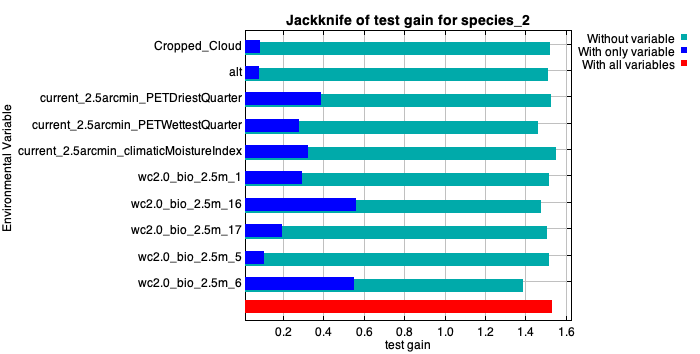 Jackknife of test gain for species_2
Without variable
With only variable
With all variables
Environmental Variable
Cropped_Cloud
alt
current_2.5arcmin_PETDriestQuarter
current_2.5arcmin_PETWettestQuarter
current_2.5arcmin_climaticMoistureIndex
wc2.0_bio_2.5m_1
wc2.0_bio_2.5m_16
wc2.0_bio_2.5m_17
wc2.0_bio_2.5m_5
wc2.0_bio_2.5m_6
0.2 0.4 0.6 0.8 1.0 1.2 1.4 1.6
test gain